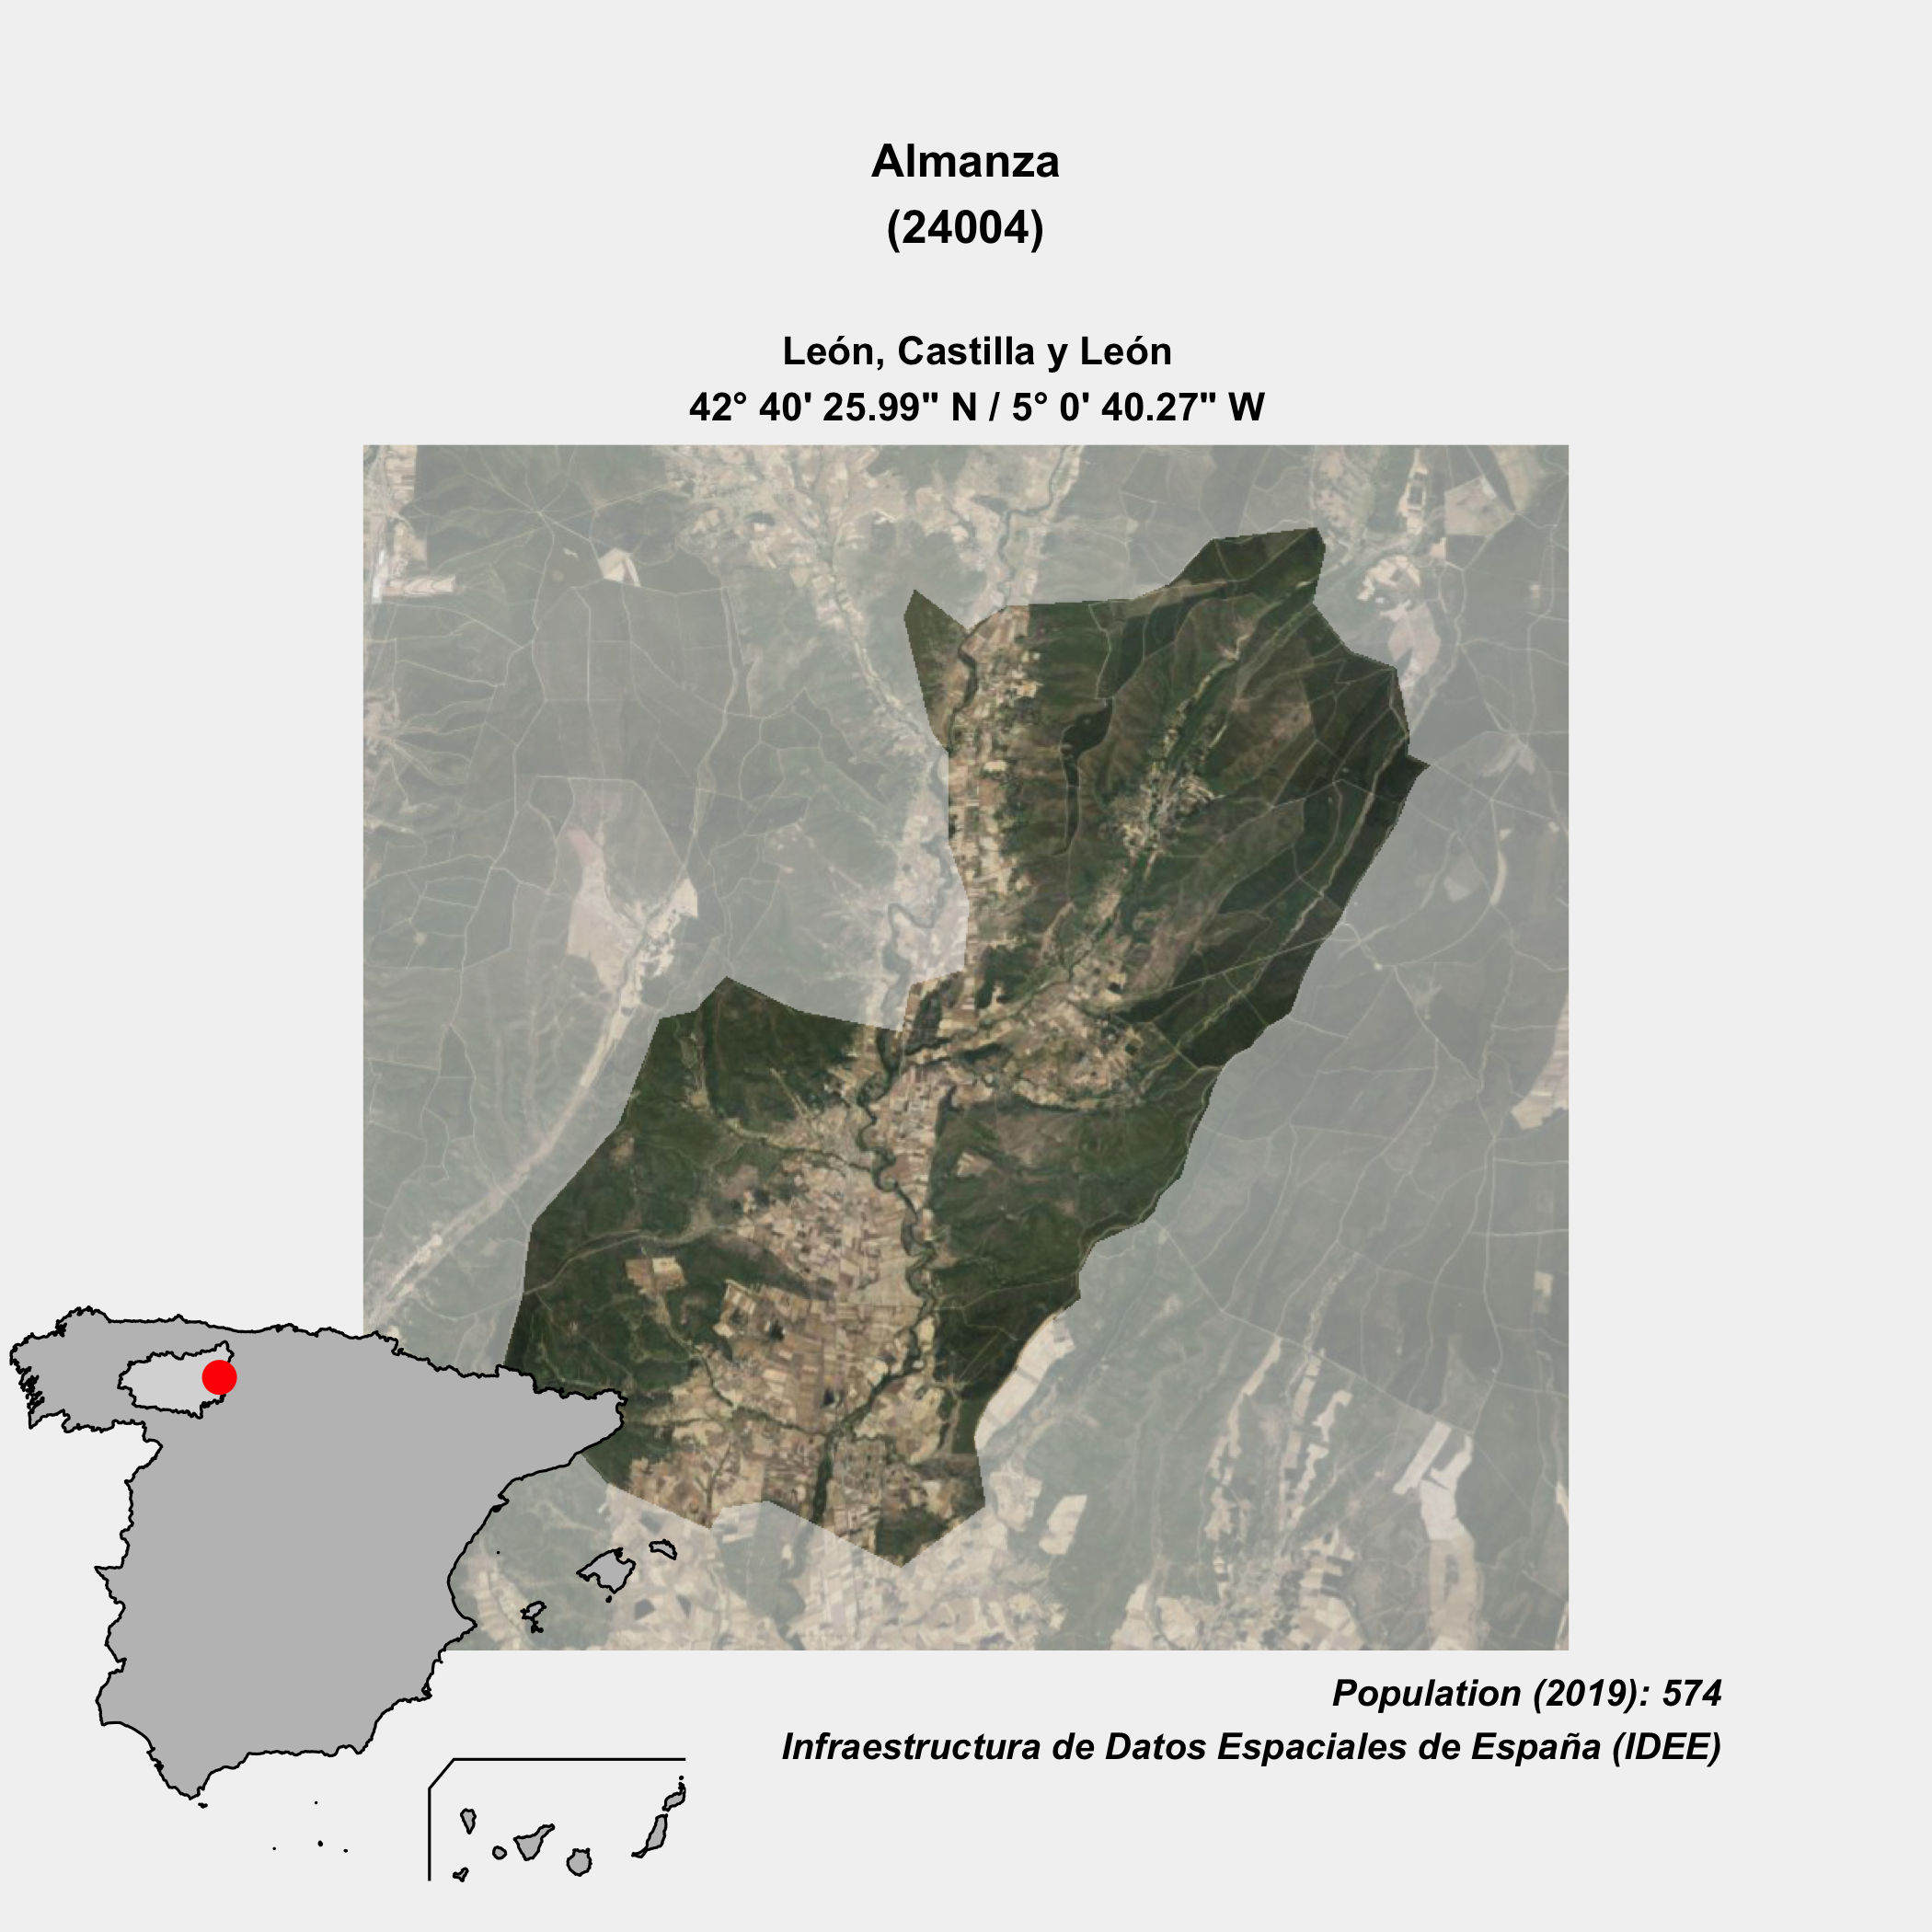 Almanza
(24004)
León, Castilla y León
42° 40' 25.99" N / 5° 0' 40.27" W
Population (2019): 574
Infraestructura de Datos Espaciales de España (IDEE)